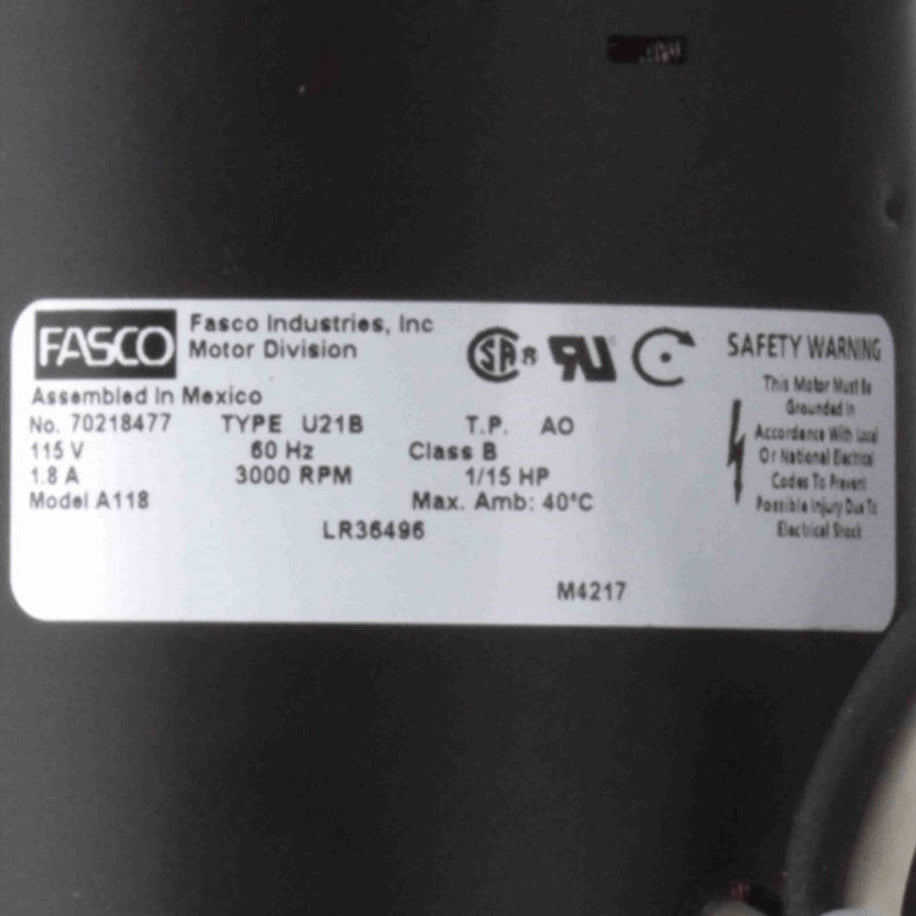 FASCO
Fasco Industries, Inc
Motor Division
Assembled In Mexico
No. 70218477 TYPE U21B T.P. AO
115 V 60 Hz Class B
1.8 A 3000 RPM 1/15 HP
Model A118 Max. Amb: 40°C
LR36496
M4217
SAFETY WARNING
This Motor Must Be
Grounded In
Accordance With Local
Or National Electrical
Codes To Prevent
Possible Injury Due To
Electrical Shock